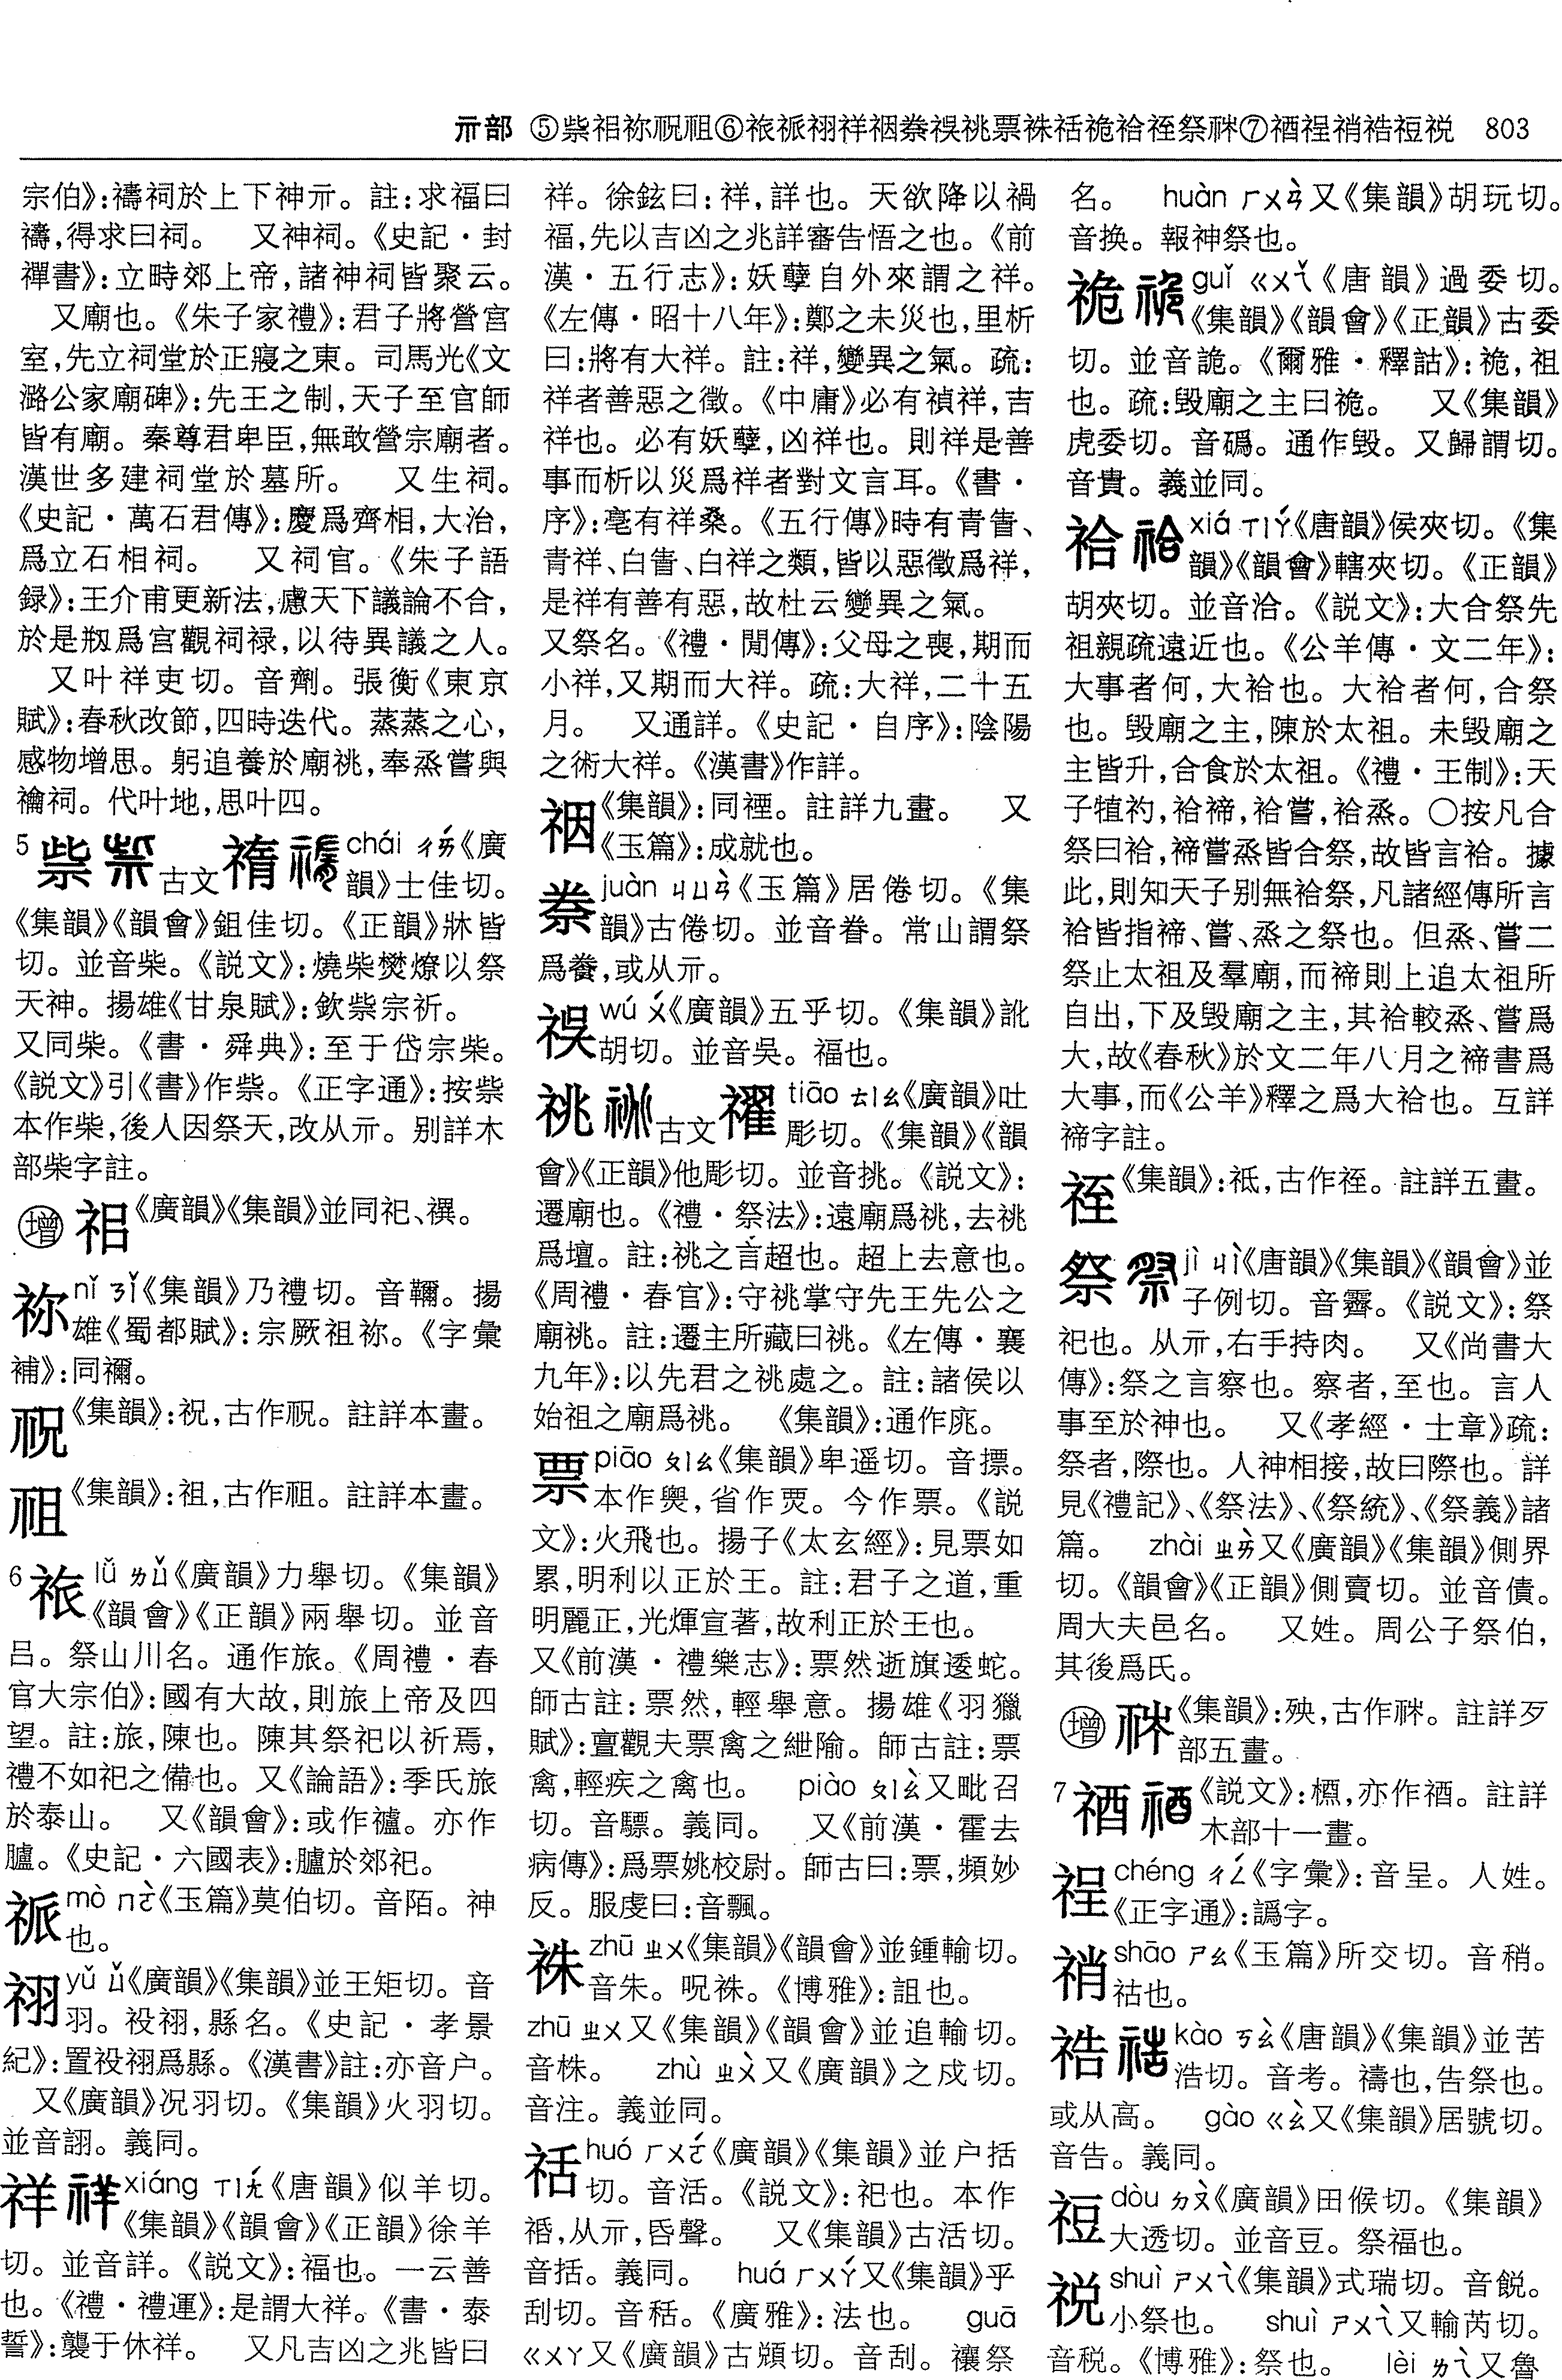 示部 ⑤祡祖祢祝祖⑥祣𥙎祤祥祵𥙿祦祧票祩祮祪祫祬祭𥙊⑦禉裎䘯祰䄈祱 803
宗伯》:禱祠於上下神示。註:求福曰
禱,得求曰祠。 又神祠。《史記·封
禪書》:立畤郊上帝,諸神祠皆聚云。
又廟也。《朱子家禮》:君子將營宫
室,先立祠堂於正寢之東。司馬光《文
潞公家廟碑》:先王之制,天子至官師
皆有廟。秦尊君卑臣,無敢營宗廟者。
漢世多建祠堂於墓所。 又生祠。
《史記·萬石君傳》:慶爲齊相,大治,
爲立石相祠。 又祠官。《朱子語
録》:王介甫更新法,慮天下議論不合,
於是剏爲宫觀祠禄,以待異議之人。
又叶祥吏切。音劑。張衡《東京
賦》:春秋改節,四時迭代。蒸蒸之心,
感物增思。躬追養於廟祧,奉烝嘗與
禴祠。代叶地,思叶四。
5 祡 古文 chái ㄔㄞˊ《廣
韻》士佳切。
《集韻》《韻會》鉏佳切。《正韻》牀皆
切。並音柴。《説文》:燒柴燓燎以祭
天神。揚雄《甘泉賦》:欽祡宗祈。
又同柴。《書·舜典》:至于岱宗柴。
《説文》引《書》作祡。《正字通》:按祡
本作柴,後人因祭天,改从示。别詳木
部柴字註。
增 《廣韻》《集韻》並同祀、禩。
祢 nǐ ㄋㄧˇ《集韻》乃禮切。音禰。揚
雄《蜀都賦》:宗厥祖祢。《字彙
補》:同禰。
祝 《集韻》:祝,古作祝。註詳本畫。
祖 《集韻》:祖,古作祖。註詳本畫。
6 祣 lǚ ㄌㄩˇ《廣韻》力舉切。《集韻》
《韻會》《正韻》兩舉切。並音
吕。祭山川名。通作旅。《周禮·春
官大宗伯》:國有大故,則旅上帝及四
望。註:旅,陳也。陳其祭祀以祈焉,
禮不如祀之備也。又《論語》:季氏旅
於泰山。 又《韻會》:或作𥜜。亦作
臚。《史記·六國表》:臚於郊祀。
mò ㄇㄛˋ《玉篇》莫伯切。音陌。神
也。
祤 yǔ ㄩˇ《廣韻》《集韻》並王矩切。音
羽。祋祤,縣名。《史記·孝景
紀》:置祋祤爲縣。《漢書》註:亦音户。
又《廣韻》况羽切。《集韻》火羽切。
並音詡。義同。
祥 xiáng ㄒㄧㄤˊ《唐韻》似羊切。
《集韻》《韻會》《正韻》徐羊
切。並音詳。《説文》:福也。一云善
也。《禮·禮運》:是謂大祥。《書·泰
誓》:襲于休祥。 又凡吉凶之兆皆曰
祥。徐鉉曰:祥,詳也。天欲降以禍
福,先以吉凶之兆詳審告悟之也。《前
漢·五行志》:妖孽自外來謂之祥。
《左傳·昭十八年》:鄭之未災也,里析
曰:將有大祥。註:祥,變異之氣。疏:
祥者善惡之徵。《中庸》必有禎祥,吉
祥也。必有妖孽,凶祥也。則祥是善
事而析以災爲祥者對文言耳。《書·
序》:亳有祥桑。《五行傳》時有青眚、
青祥、白眚、白祥之類,皆以惡徵爲祥,
是祥有善有惡,故杜云變異之氣。
又祭名。《禮·閒傳》:父母之喪,期而
小祥,又期而大祥。疏:大祥,二十五
月。 又通詳。《史記·自序》:陰陽
之術大祥。《漢書》作詳。
祵 《集韻》:同禋。註詳九畫。 又
《玉篇》:成就也。
juàn ㄐㄩㄢˋ《玉篇》居倦切。《集
韻》古倦切。並音眷。常山謂祭
爲餋,或从示。
祦 wú ㄨˊ《廣韻》五乎切。《集韻》訛
胡切。並音吳。福也。
祧 古文 tiāo ㄊㄧㄠ《廣韻》吐
彫切。《集韻》《韻
會》《正韻》他彫切。並音挑。《説文》:
遷廟也。《禮·祭法》:遠廟爲祧,去祧
爲壇。註:祧之言超也。超上去意也。
《周禮·春官》:守祧掌守先王先公之
廟祧。註:遷主所藏曰祧。《左傳·襄
九年》:以先君之祧處之。註:諸侯以
始祖之廟爲祧。 《集韻》:通作庣。
票 piāo ㄆㄧㄠ《集韻》卑遥切。音摽。
本作㷠,省作㶾。今作票。《説
文》:火飛也。揚子《太玄經》:見票如
累,明利以正於王。註:君子之道,重
明麗正,光煇宣著,故利正於王也。
又《前漢·禮樂志》:票然逝旗逶蛇。
師古註:票然,輕舉意。揚雄《羽獵
賦》:亶觀夫票禽之紲隃。師古註:票
禽,輕疾之禽也。 piào ㄆㄧㄠˋ又毗召
切。音驃。義同。 又《前漢·霍去
病傳》:爲票姚校尉。師古曰:票,頻妙
反。服虔曰:音飄。
祩 zhū ㄓㄨ《集韻》《韻會》並鍾輸切。
音朱。呪祩。《博雅》:詛也。
zhū ㄓㄨ又《集韻》《韻會》並追輸切。
音株。 zhù ㄓㄨˋ又《廣韻》之戍切。
音注。義並同。
祮 huó ㄏㄨㄛˊ《廣韻》《集韻》並户括
切。音活。《説文》:祀也。本作
䄆,从示,昏聲。 又《集韻》古活切。
音括。義同。 huá ㄏㄨㄚˊ又《集韻》乎
刮切。音秳。《廣雅》:法也。 guā
ㄍㄨㄚ又《廣韻》古頒切。音刮。禳祭
名。 huàn ㄏㄨㄢˋ又《集韻》胡玩切。
音换。報神祭也。
祪 guǐ ㄍㄨㄟˇ《唐韻》過委切。
《集韻》《韻會》《正韻》古委
切。並音詭。《爾雅·釋詁》:祪,祖
也。疏:毁廟之主曰祪。 又《集韻》
虎委切。音䃣。通作毁。又歸謂切。
音貴。義並同。
祫 xiá ㄒㄧㄚˊ《唐韻》侯夾切。《集
韻》《韻會》轄夾切。《正韻》
胡夾切。並音洽。《説文》:大合祭先
祖親疏遠近也。《公羊傳·文二年》:
大事者何,大祫也。大祫者何,合祭
也。毁廟之主,陳於太祖。未毁廟之
主皆升,合食於太祖。《禮·王制》:天
子犆礿,祫禘,祫嘗,祫烝。○按凡合
祭曰祫,禘嘗烝皆合祭,故皆言祫。據
此,則知天子别無祫祭,凡諸經傳所言
祫皆指禘、嘗、烝之祭也。但烝、嘗二
祭止太祖及羣廟,而禘則上追太祖所
自出,下及毁廟之主,其祫較烝、嘗爲
大,故《春秋》於文二年八月之禘書爲
大事,而《公羊》釋之爲大祫也。互詳
禘字註。
祬 《集韻》:祗,古作祬。註詳五畫。
祭 jì ㄐㄧˋ《唐韻》《集韻》《韻會》並
子例切。音霽。《説文》:祭
祀也。从示,右手持肉。 又《尚書大
傳》:祭之言察也。察者,至也。言人
事至於神也。 又《孝經·士章》疏:
祭者,際也。人神相接,故曰際也。詳
見《禮記》、《祭法》、《祭統》、《祭義》諸
篇。 zhài ㄓㄞˋ又《廣韻》《集韻》側界
切。《韻會》《正韻》側賣切。並音債。
周大夫邑名。 又姓。周公子祭伯,
其後爲氏。
增 《集韻》:殃,古作。註詳歹
部五畫。
7 禉 《説文》:槱,亦作禉。註詳
木部十一畫。
chéng ㄔㄥˊ《字彙》:音呈。人姓。
《正字通》:譌字。
shāo ㄕㄠ《玉篇》所交切。音稍。
祜也。
祰 kào ㄎㄠˋ《唐韻》《集韻》並苦
浩切。音考。禱也,告祭也。
或从高。 gào ㄍㄠˋ又《集韻》居號切。
音告。義同。
䄈 dòu ㄉㄡˋ《廣韻》田候切。《集韻》
大透切。並音豆。祭福也。
祱 shuì ㄕㄨㄟˋ《集韻》式瑞切。音㗉。
小祭也。 shuì ㄕㄨㄟˋ又輸芮切。
音税。《博雅》:祭也。 lèi ㄌㄟˋ又魯